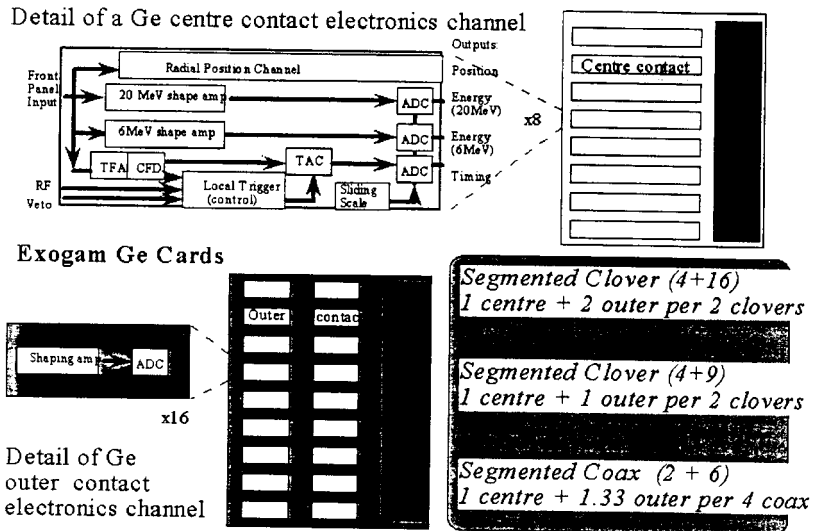 Detail of a Ge centre contact electronics channel
Outputs:
Radial Position Channel
Position
Front
Panel
Input
20 MeV shape amp
ADC
Energy
(20MeV)
6MeV shape amp
ADC
Energy
(6MeV)
TFA
CFD
TAC
ADC
Timing
RF
Veto
Local Trigger
(control)
Sliding
Scale
x8
Centre contact
Exogam Ge Cards
Shaping amp
ADC
x16
Outer
contac
Detail of Ge
outer contact
electronics channel
Segmented Clover (4+16)
1 centre + 2 outer per 2 clovers
Segmented Clover (4+9)
1 centre + 1 outer per 2 clovers
Segmented Coax (2 + 6)
1 centre + 1.33 outer per 4 coax